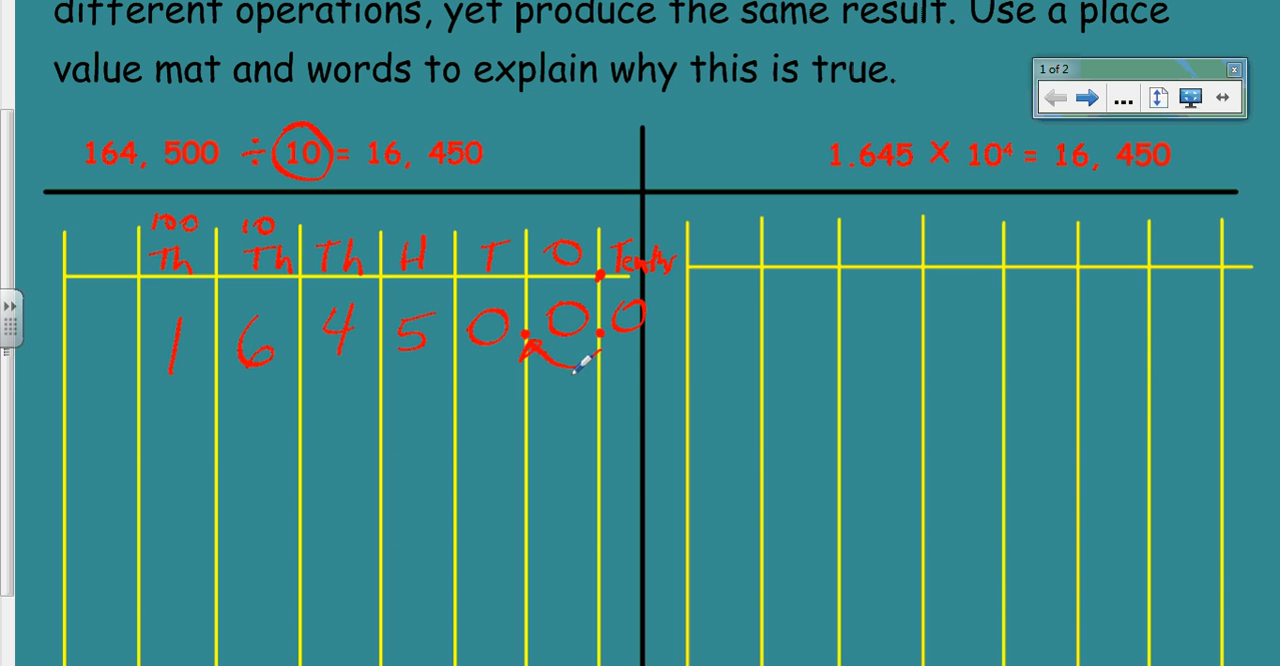 different operations, yet produce the same result. Use a place
value mat and words to explain why this is true.
1 of 2
164, 500 ÷ 10 = 16, 450
1.645 X 10⁴ = 16, 450
100 10
Th Th Th H T O . Tenths
1 6 4 5 0 . 0 . 0